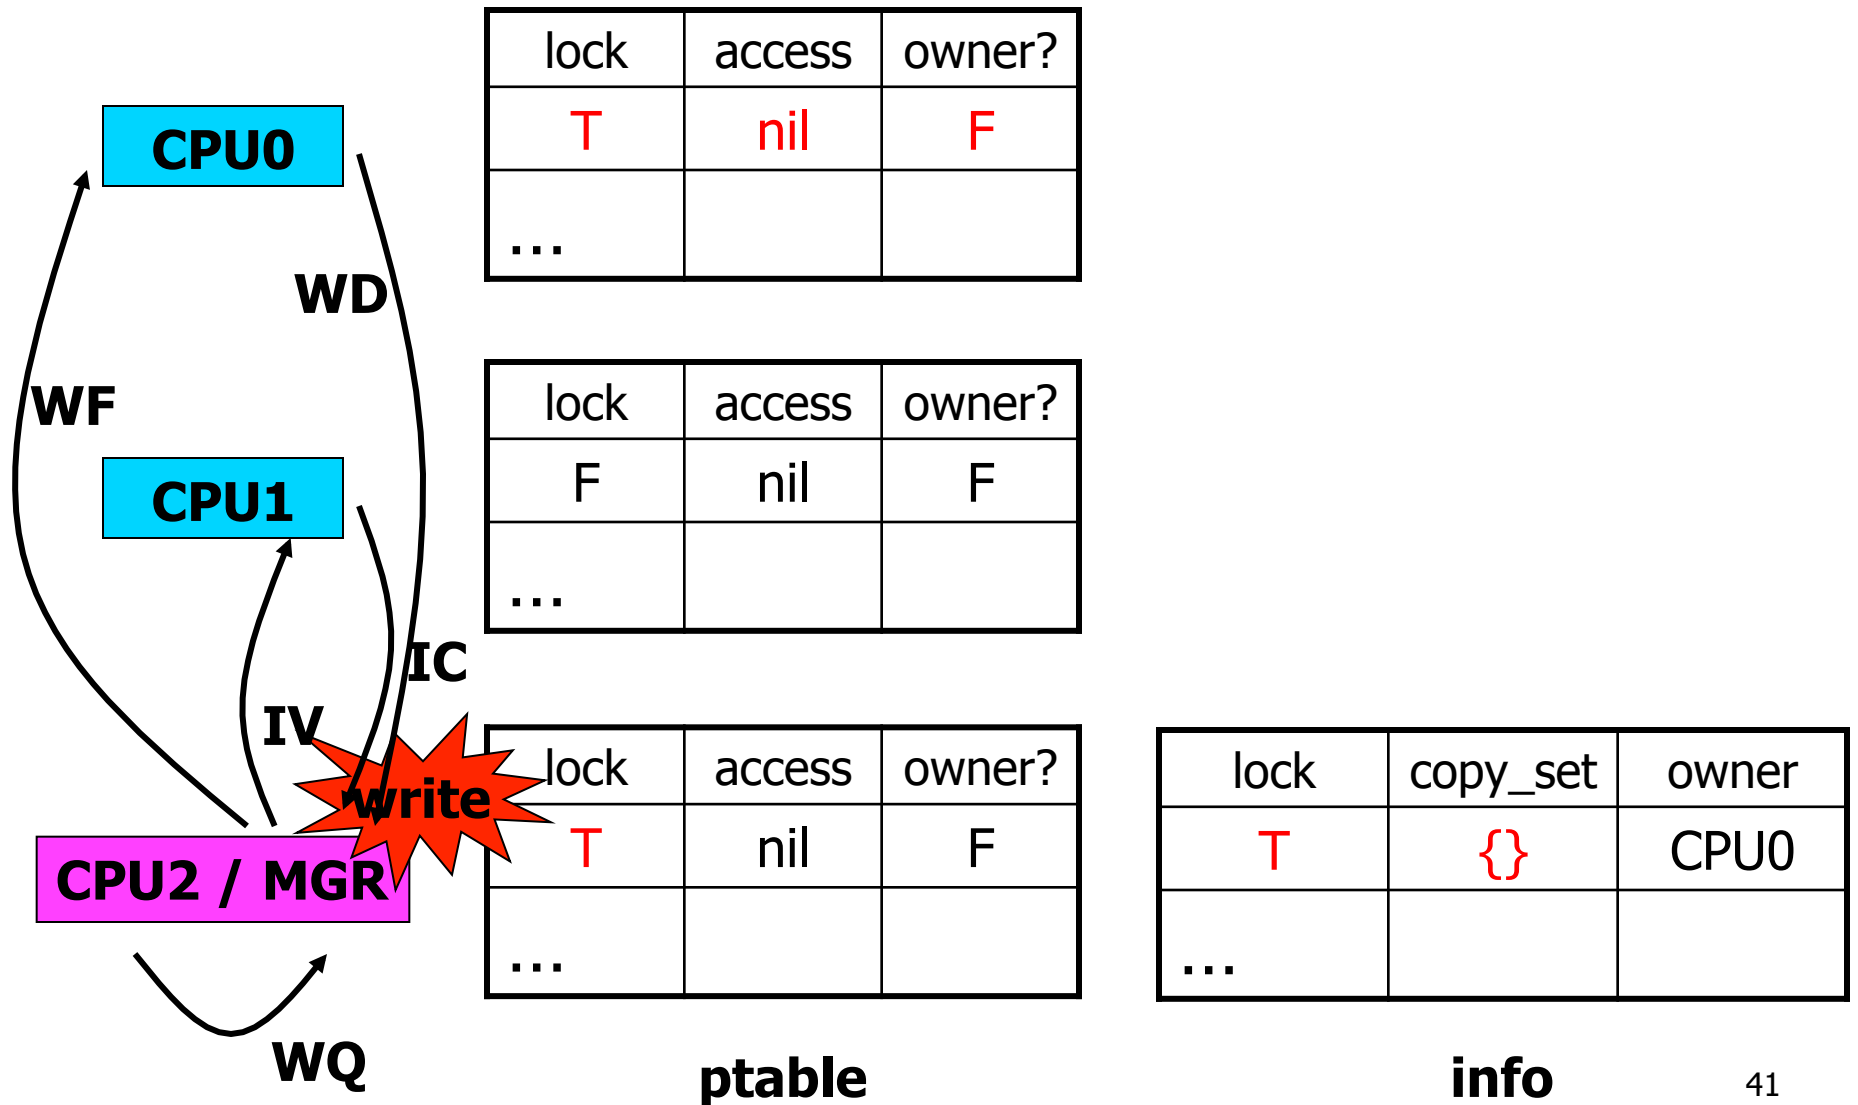 lock access owner?
CPU0 T nil F
...
WD
WF
lock access owner?
CPU1 F nil F
...
IC
IV
write
lock access owner?
T nil F
CPU2 / MGR
...
lock copy_set owner
T {} CPU0
...
WQ
ptable
info
41